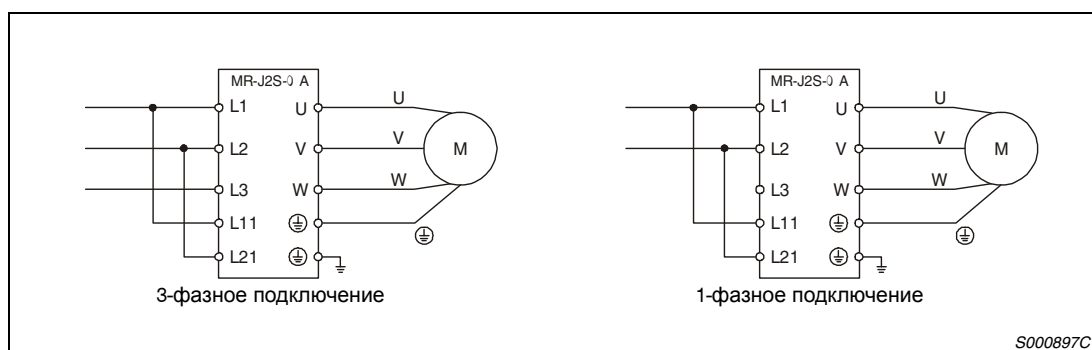 MR-J2S-() A
L1
U
U
L2
V
V
M
L3
W
W
L11
L21
3-фазное подключение
MR-J2S-() A
L1
U
U
L2
V
V
M
L3
W
W
L11
L21
1-фазное подключение
S000897C